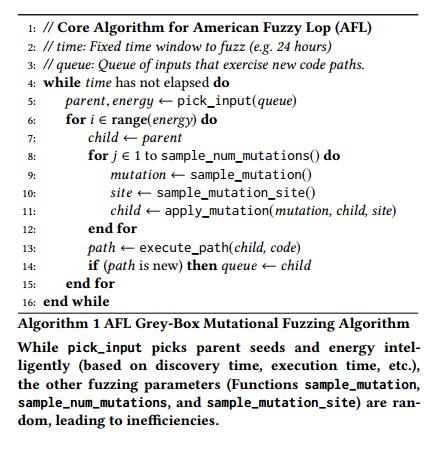 1: // Core Algorithm for American Fuzzy Lop (AFL)
2: // time: Fixed time window to fuzz (e.g. 24 hours)
3: // queue: Queue of inputs that exercise new code paths.
4: while time has not elapsed do
5: parent, energy ← pick_input(queue)
6: for i ∈ range(energy) do
7: child ← parent
8: for j ∈ 1 to sample_num_mutations() do
9: mutation ← sample_mutation()
10: site ← sample_mutation_site()
11: child ← apply_mutation(mutation, child, site)
12: end for
13: path ← execute_path(child, code)
14: if (path is new) then queue ← child
15: end for
16: end while
Algorithm 1 AFL Grey-Box Mutational Fuzzing Algorithm
While pick_input picks parent seeds and energy intel-
ligently (based on discovery time, execution time, etc.),
the other fuzzing parameters (Functions sample_mutation,
sample_num_mutations, and sample_mutation_site) are ran-
dom, leading to inefficiencies.